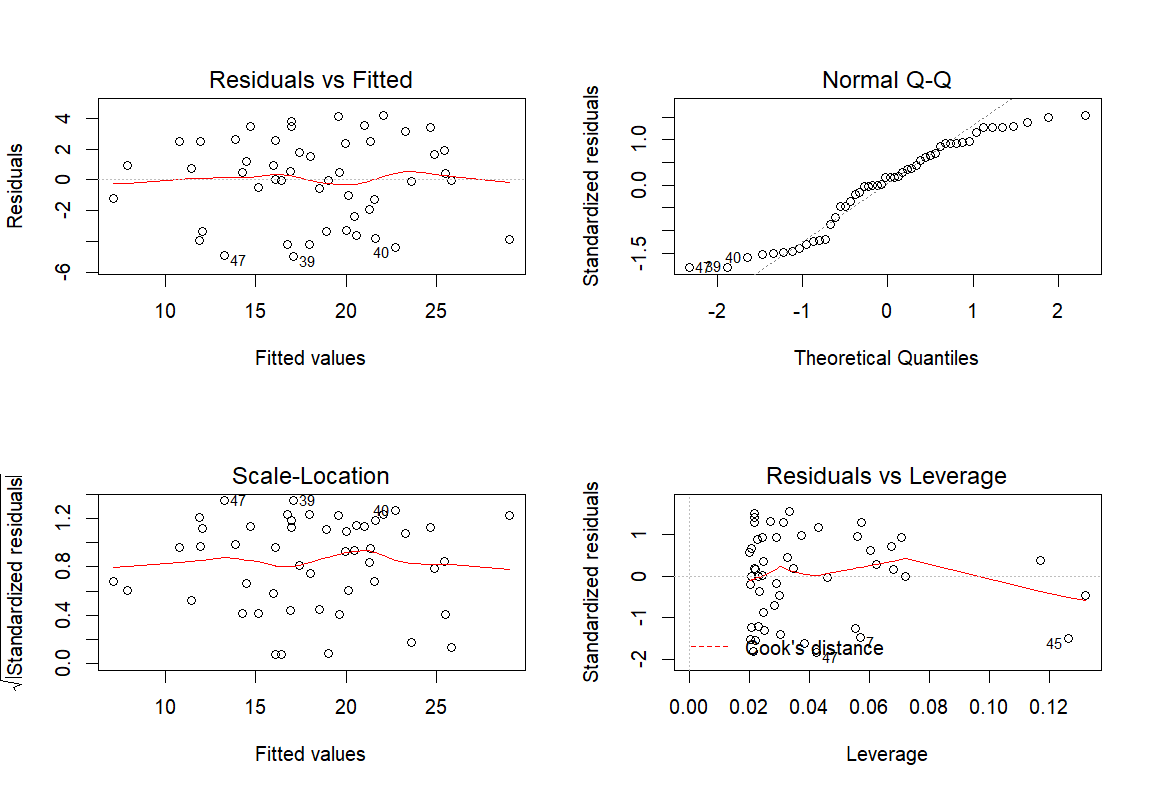 Residuals vs Fitted
Residuals
4
2
0
-2
-6
47
39
40
10 15 20 25
Fitted values
Normal Q-Q
Standardized residuals
1.0
0.0
-1.5
47
39
40
-2 -1 0 1 2
Theoretical Quantiles
Scale-Location
√|Standardized residuals|
1.2
0.8
0.4
0.0
47
39
40
10 15 20 25
Fitted values
Residuals vs Leverage
Standardized residuals
1
0
-1
-2
Cook's distance
7
47
45
0.00 0.02 0.04 0.06 0.08 0.10 0.12
Leverage